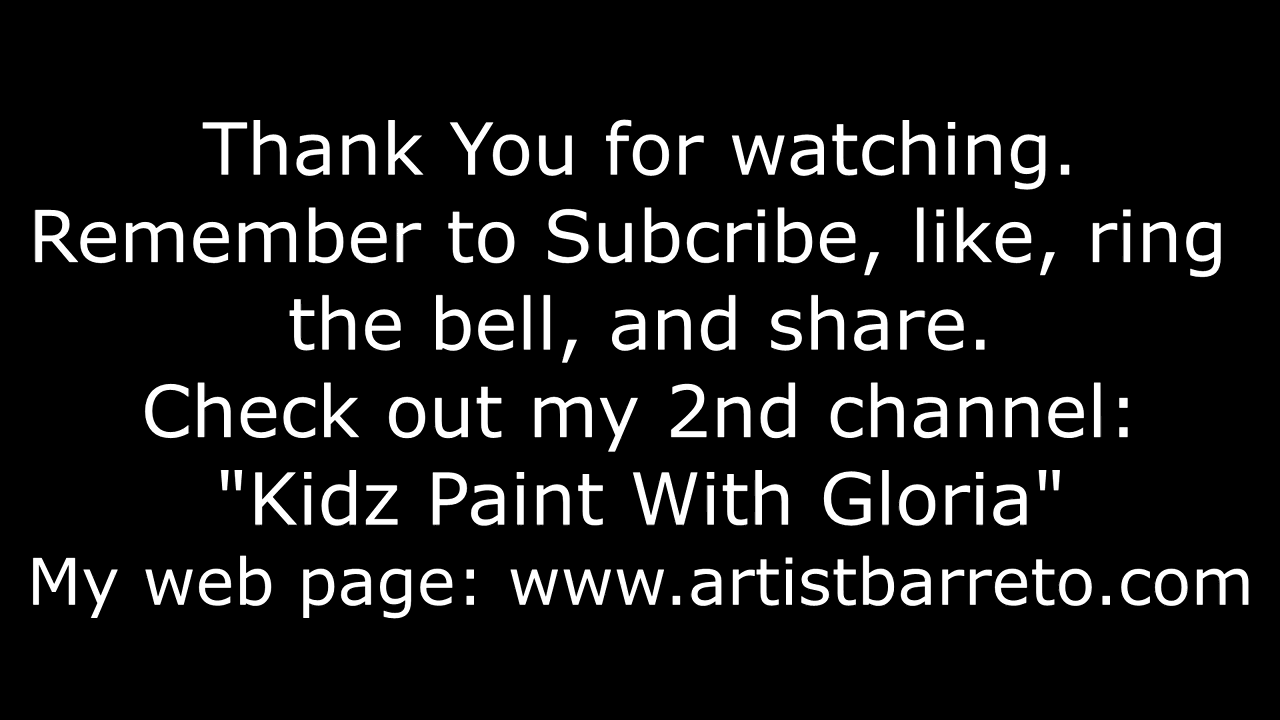 Thank You for watching.
Remember to Subcribe, like, ring
the bell, and share.
Check out my 2nd channel:
"Kidz Paint With Gloria"
My web page: www.artistbarreto.com